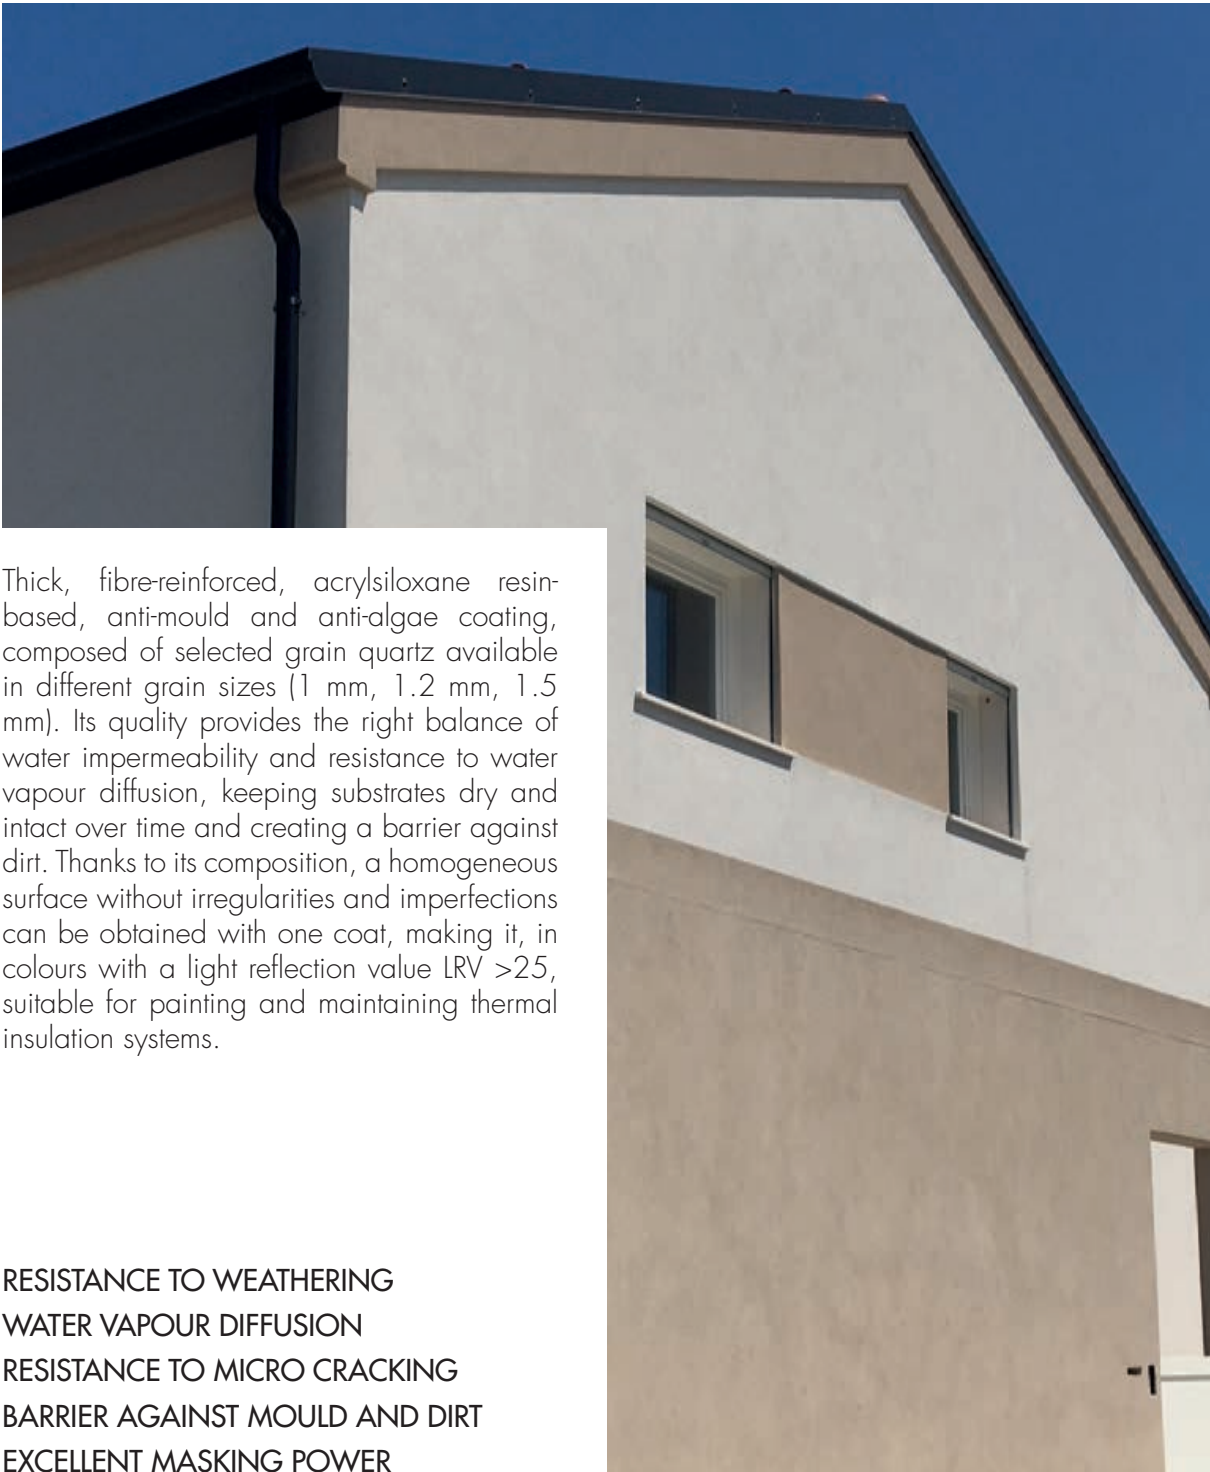 Thick, fibre-reinforced, acrylsiloxane resin-
based, anti-mould and anti-algae coating,
composed of selected grain quartz available
in different grain sizes (1 mm, 1.2 mm, 1.5
mm). Its quality provides the right balance of
water impermeability and resistance to water
vapour diffusion, keeping substrates dry and
intact over time and creating a barrier against
dirt. Thanks to its composition, a homogeneous
surface without irregularities and imperfections
can be obtained with one coat, making it, in
colours with a light reflection value LRV >25,
suitable for painting and maintaining thermal
insulation systems.
RESISTANCE TO WEATHERING
WATER VAPOUR DIFFUSION
RESISTANCE TO MICRO CRACKING
BARRIER AGAINST MOULD AND DIRT
EXCELLENT MASKING POWER